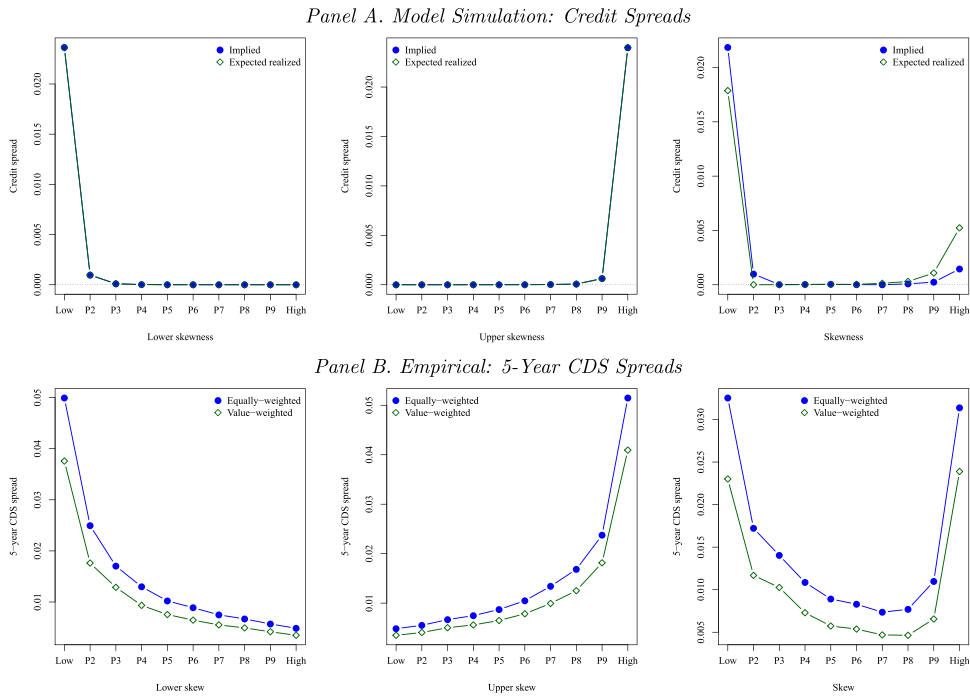 Panel A. Model Simulation: Credit Spreads
Implied
Expected realized
Credit spread
0.020
0.015
0.010
0.005
0.000
Low P2 P3 P4 P5 P6 P7 P8 P9 High
Lower skewness
Implied
Expected realized
Credit spread
0.020
0.015
0.010
0.005
0.000
Low P2 P3 P4 P5 P6 P7 P8 P9 High
Upper skewness
Implied
Expected realized
Credit spread
0.020
0.015
0.010
0.005
0.000
Low P2 P3 P4 P5 P6 P7 P8 P9 High
Skewness
Panel B. Empirical: 5-Year CDS Spreads
Equally−weighted
Value−weighted
5−year CDS spread
0.05
0.04
0.03
0.02
0.01
Low P2 P3 P4 P5 P6 P7 P8 P9 High
Lower skew
Equally−weighted
Value−weighted
5−year CDS spread
0.05
0.04
0.03
0.02
0.01
Low P2 P3 P4 P5 P6 P7 P8 P9 High
Upper skew
Equally−weighted
Value−weighted
5−year CDS spread
0.030
0.025
0.020
0.015
0.010
0.005
Low P2 P3 P4 P5 P6 P7 P8 P9 High
Skew